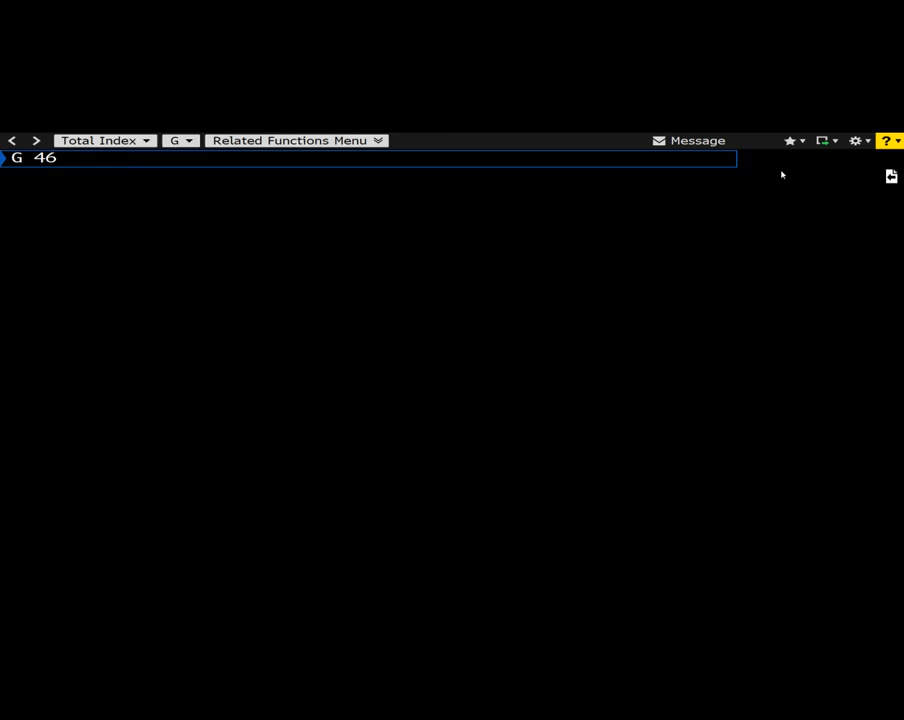 < > Total Index G Related Functions Menu Message ?
G 46